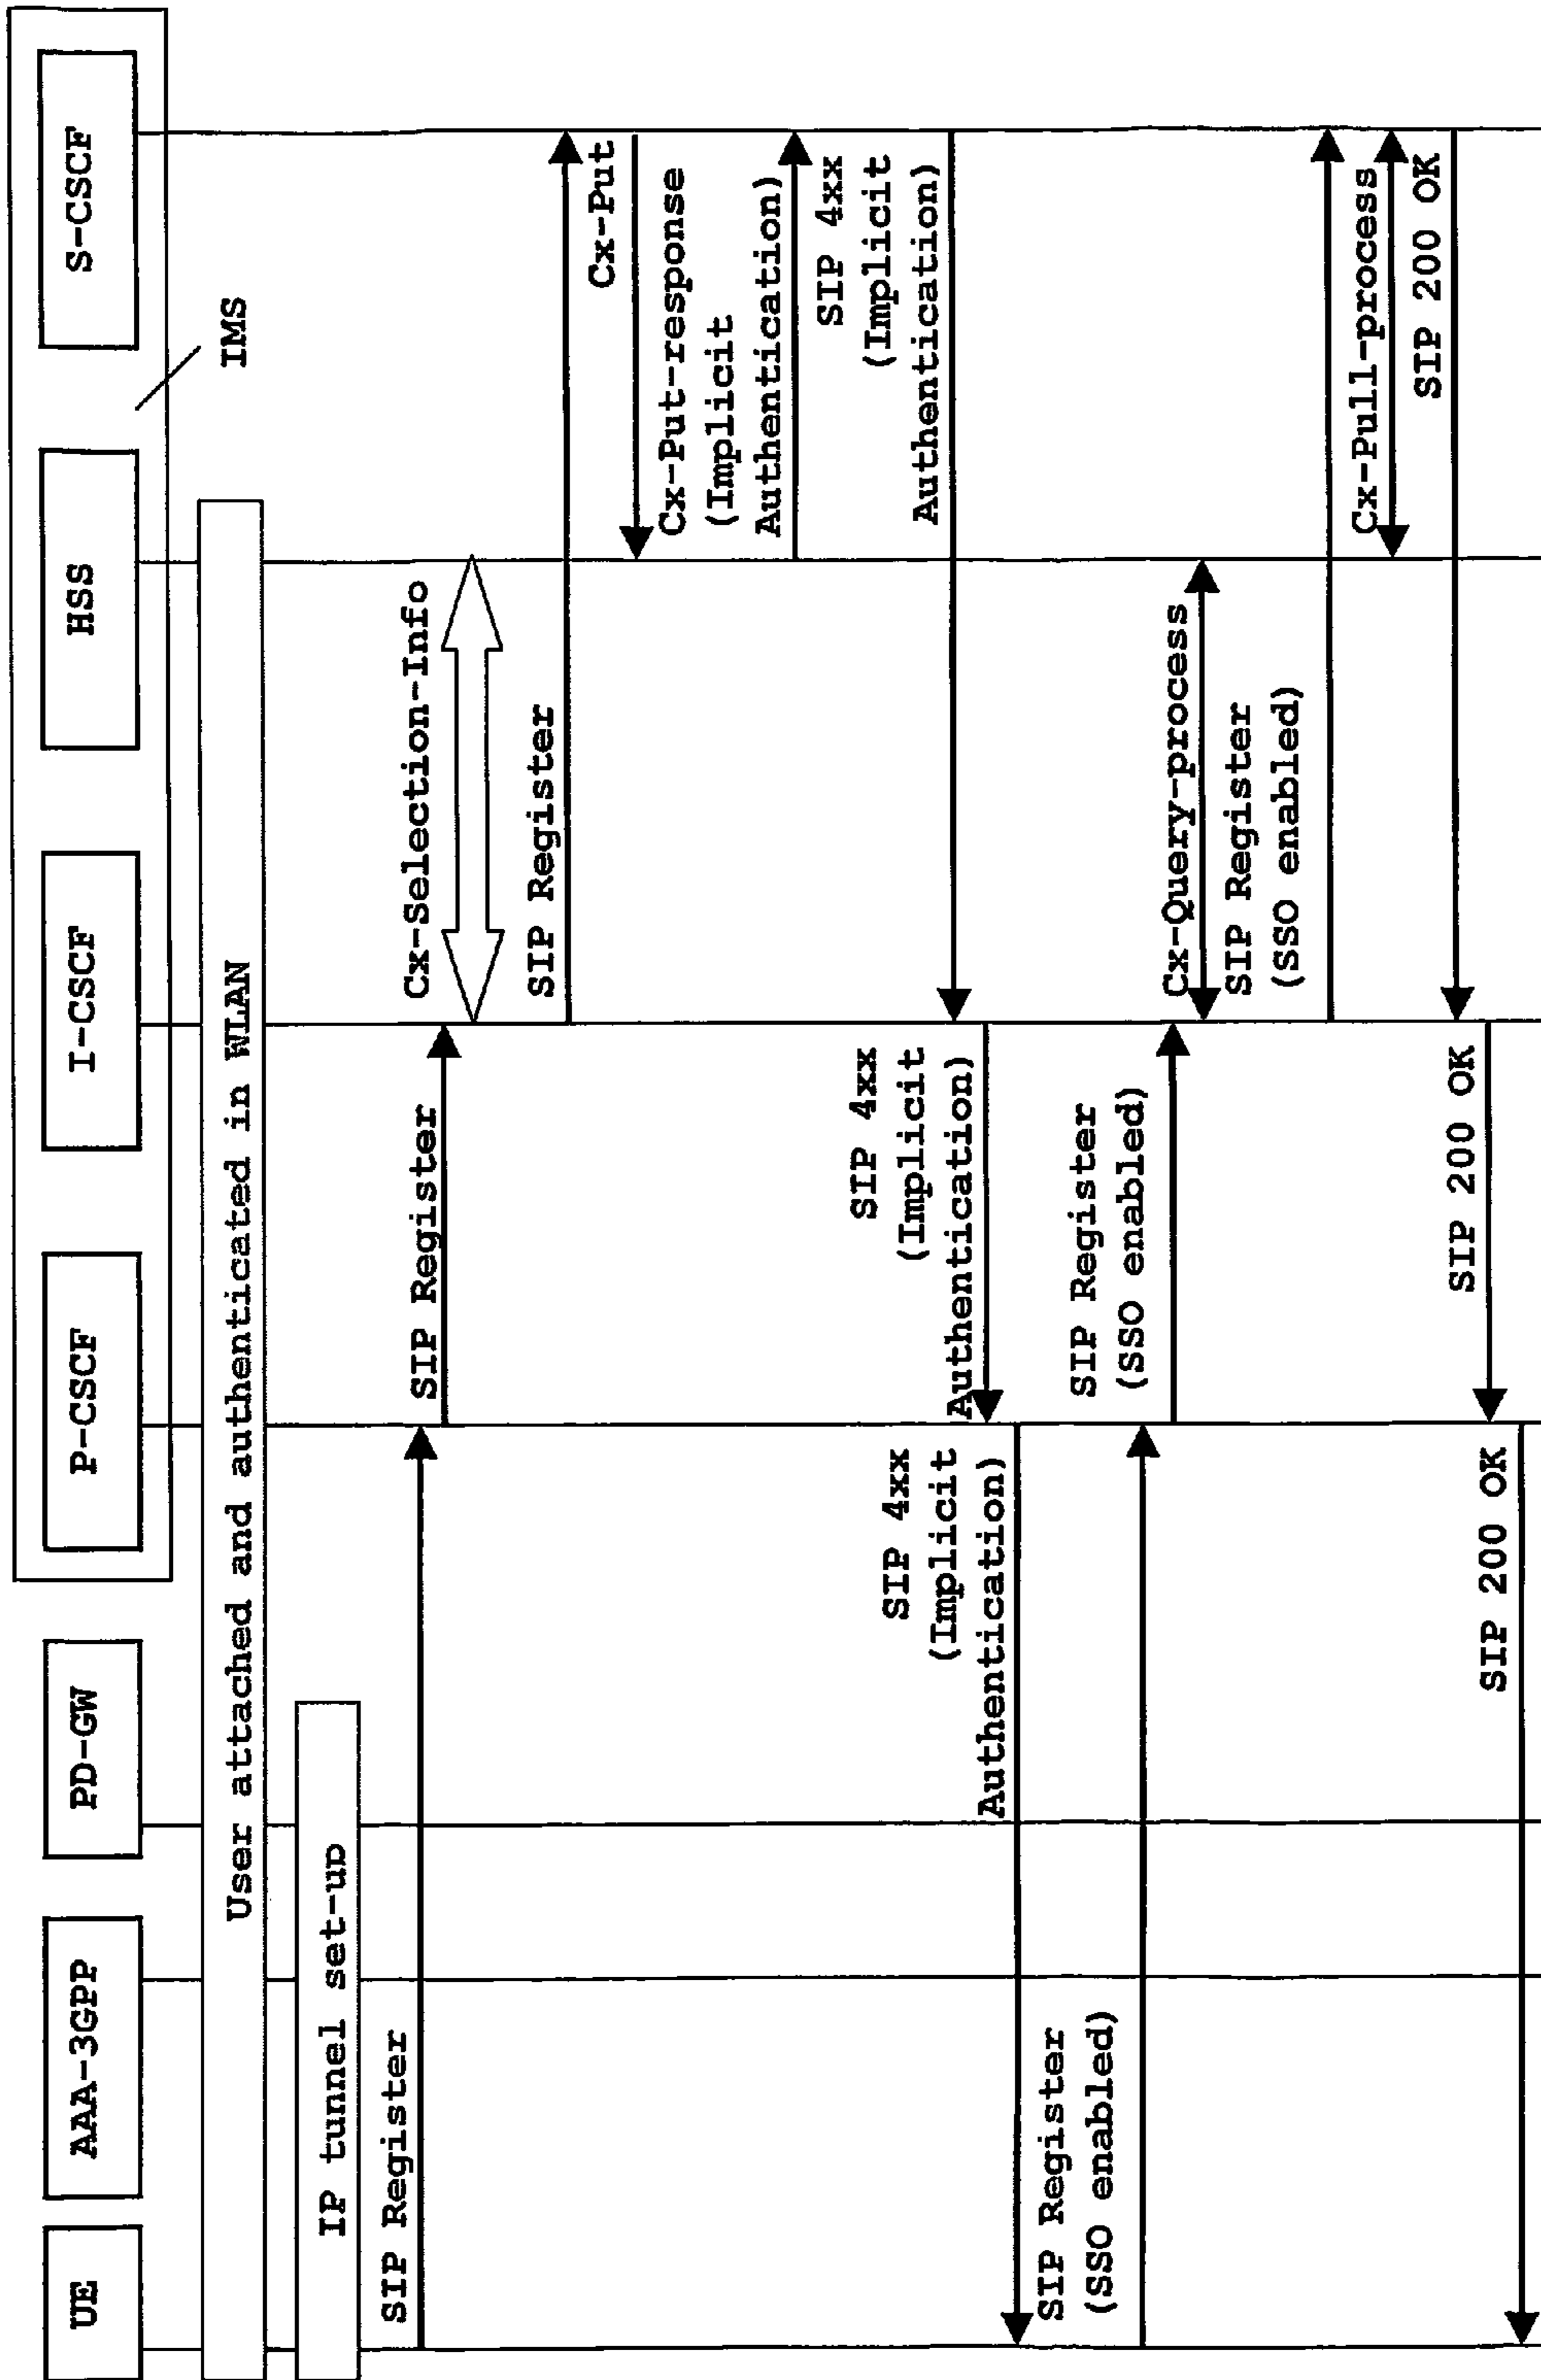 UE
AAA-3GPP
PD-GW
P-CSCF
I-CSCF
HSS
S-CSCF
IMS
User attached and authenticated in WLAN
IP tunnel set-up
SIP Register
SIP Register
Cx-Selection-Info
SIP Register
Cx-Put
Cx-Put-response
(Implicit
Authentication)
SIP 4xx
(Implicit
Authentication)
SIP 4xx
(Implicit
Authentication)
SIP 4xx
(Implicit
Authentication)
SIP Register
(SSO enabled)
SIP Register
(SSO enabled)
Cx-Query-process
SIP Register
(SSO enabled)
Cx-Pull-process
SIP 200 OK
SIP 200 OK
SIP 200 OK